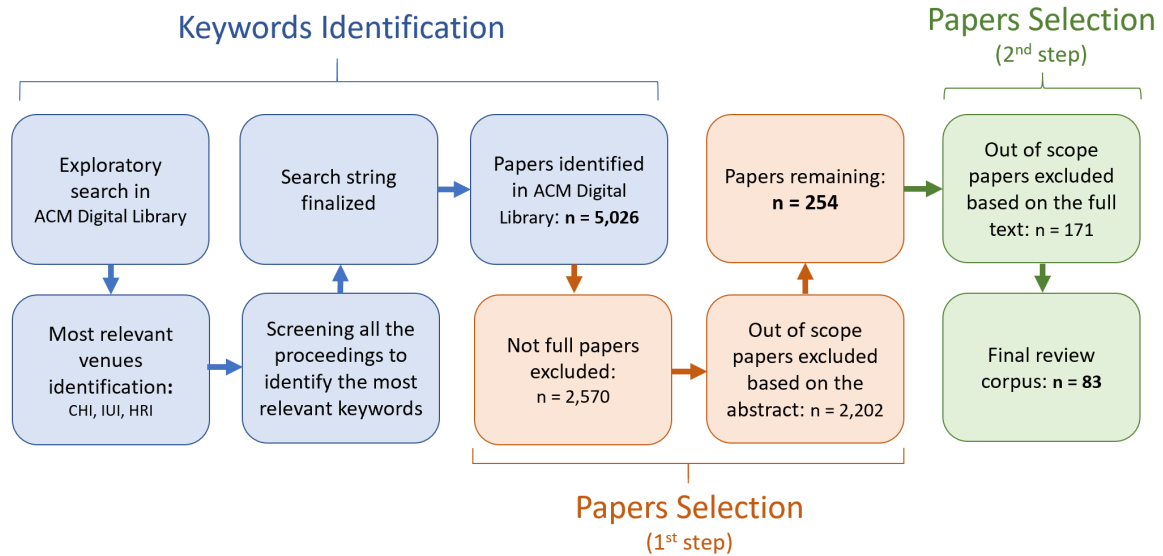 Keywords Identification
Exploratory
search in
ACM Digital Library
Most relevant
venues
identification:
CHI, IUI, HRI
Screening all the
proceedings to
identify the most
relevant keywords
Search string
finalized
Papers identified
in ACM Digital
Library: n = 5,026
Not full papers
excluded:
n = 2,570
Out of scope
papers excluded
based on the
abstract: n = 2,202
Papers remaining:
n = 254
Papers Selection
(1st step)
Papers Selection
(2nd step)
Out of scope
papers excluded
based on the full
text: n = 171
Final review
corpus: n = 83